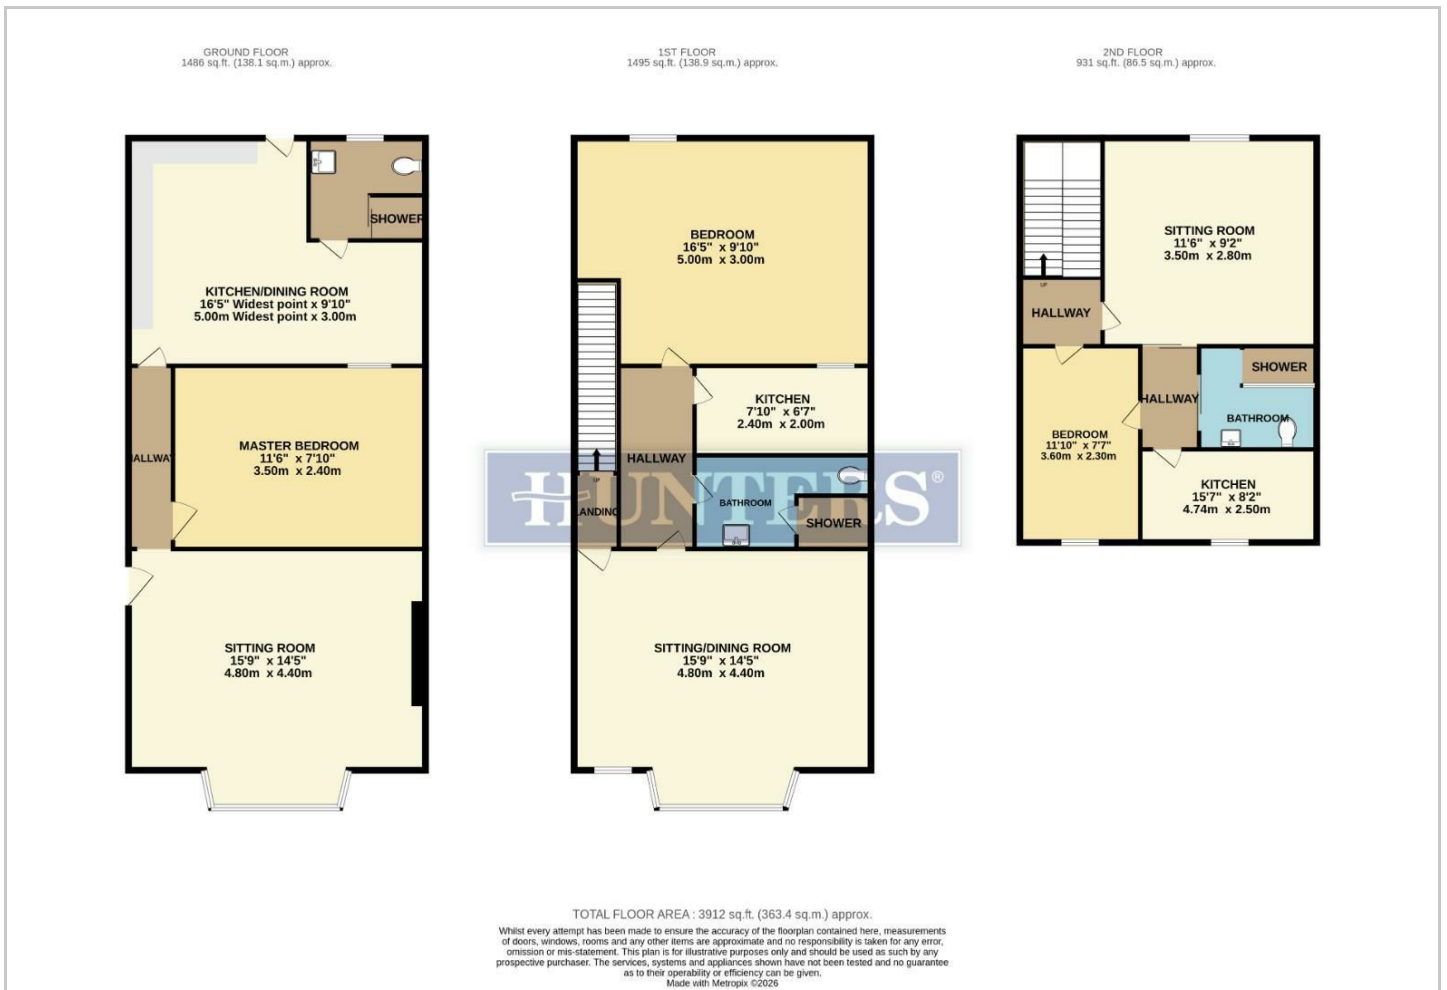 GROUND FLOOR
1486 sq.ft. (138.1 sq.m.) approx.
1ST FLOOR
1495 sq.ft. (138.9 sq.m.) approx.
2ND FLOOR
931 sq.ft. (86.5 sq.m.) approx.
SHOWER
KITCHEN/DINING ROOM
16'5" Widest point x 9'10"
5.00m Widest point x 3.00m
HALLWAY
MASTER BEDROOM
11'6" x 7'10"
3.50m x 2.40m
SITTING ROOM
15'9" x 14'5"
4.80m x 4.40m
BEDROOM
16'5" x 9'10"
5.00m x 3.00m
KITCHEN
7'10" x 6'7"
2.40m x 2.00m
HALLWAY
UP
LANDING
BATHROOM
SHOWER
HUNTERS®
SITTING/DINING ROOM
15'9" x 14'5"
4.80m x 4.40m
SITTING ROOM
11'6" x 9'2"
3.50m x 2.80m
UP
HALLWAY
SHOWER
HALLWAY
BATHROOM
BEDROOM
11'10" x 7'7"
3.60m x 2.30m
KITCHEN
15'7" x 8'2"
4.74m x 2.50m
TOTAL FLOOR AREA : 3912 sq.ft. (363.4 sq.m.) approx.
Whilst every attempt has been made to ensure the accuracy of the floorplan contained here, measurements
of doors, windows, rooms and any other items are approximate and no responsibility is taken for any error,
omission or mis-statement. This plan is for illustrative purposes only and should be used as such by any
prospective purchaser. The services, systems and appliances shown have not been tested and no guarantee
as to their operability or efficiency can be given.
Made with Metropix ©2026